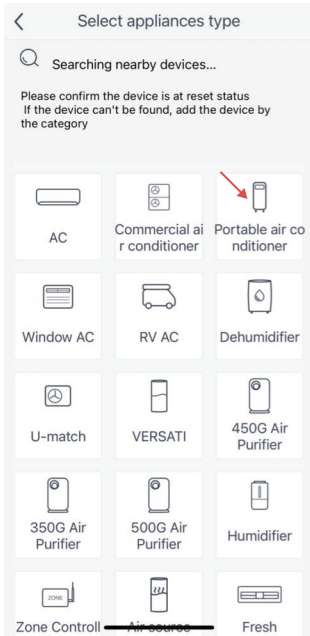 Select appliances type
Searching nearby devices...
Please confirm the device is at reset status
If the device can't be found, add the device by
the category
AC
Commercial ai
r conditioner
Portable air co
nditioner
Window AC
RV AC
Dehumidifier
U-match
VERSATI
450G Air
Purifier
350G Air
Purifier
500G Air
Purifier
Humidifier
ZONE
Zone Controll
Air source
Fresh